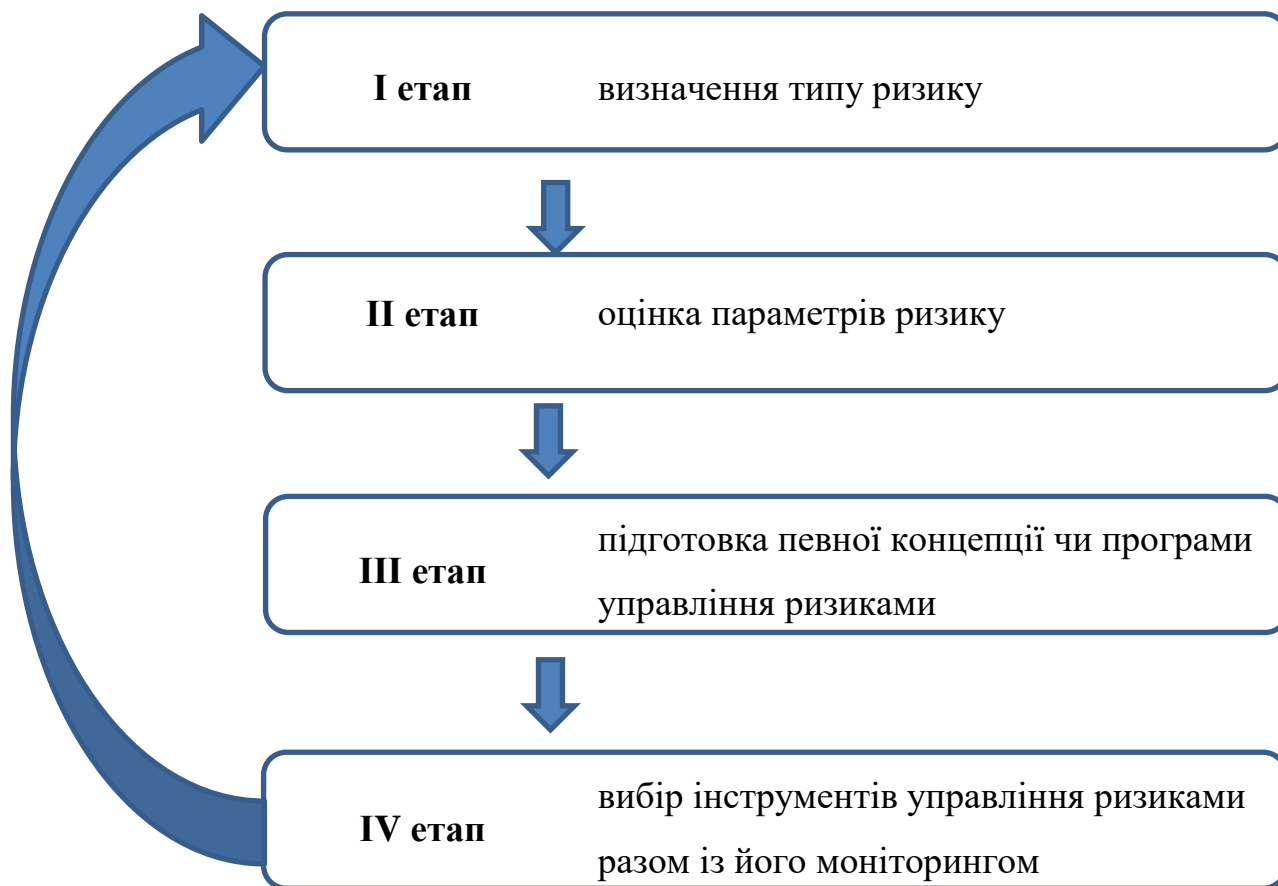 I етап визначення типу ризику
II етап оцінка параметрів ризику
III етап підготовка певної концепції чи програми
управління ризиками
IV етап вибір інструментів управління ризиками
разом із його моніторингом